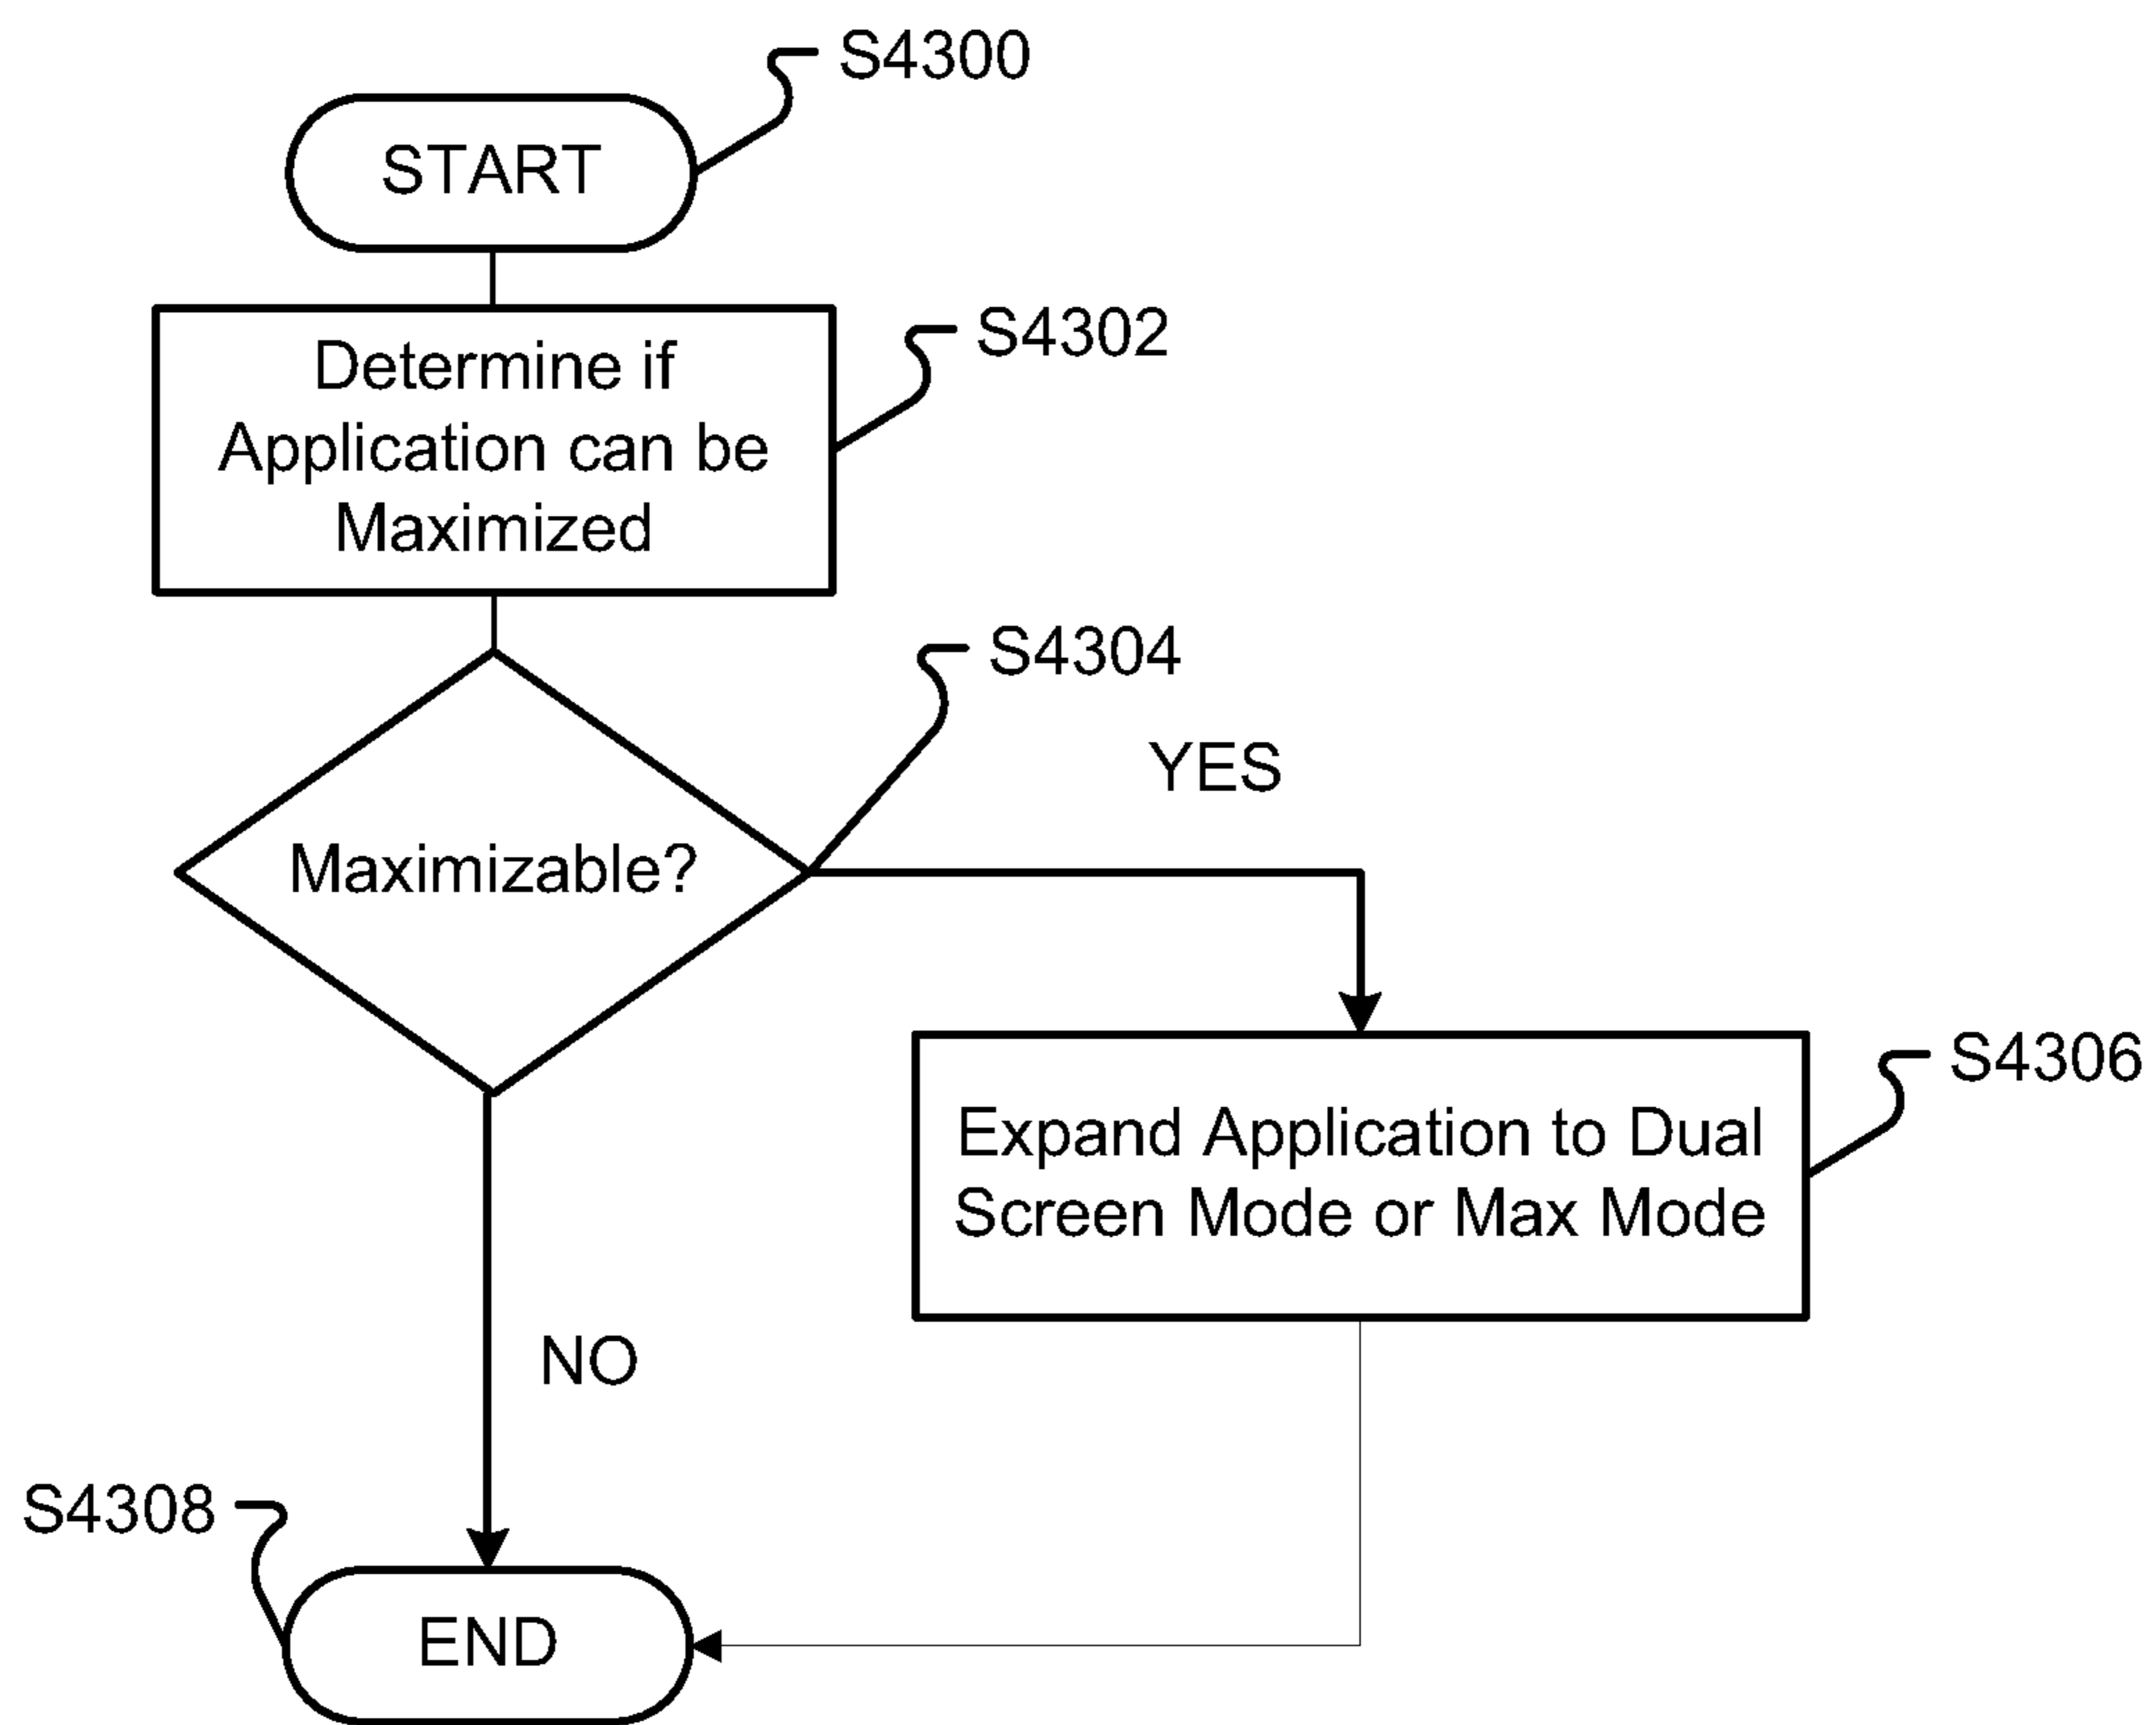 S4300
START
S4302
Determine if
Application can be
Maximized
S4304
YES
Maximizable?
S4306
Expand Application to Dual
Screen Mode or Max Mode
NO
S4308
END